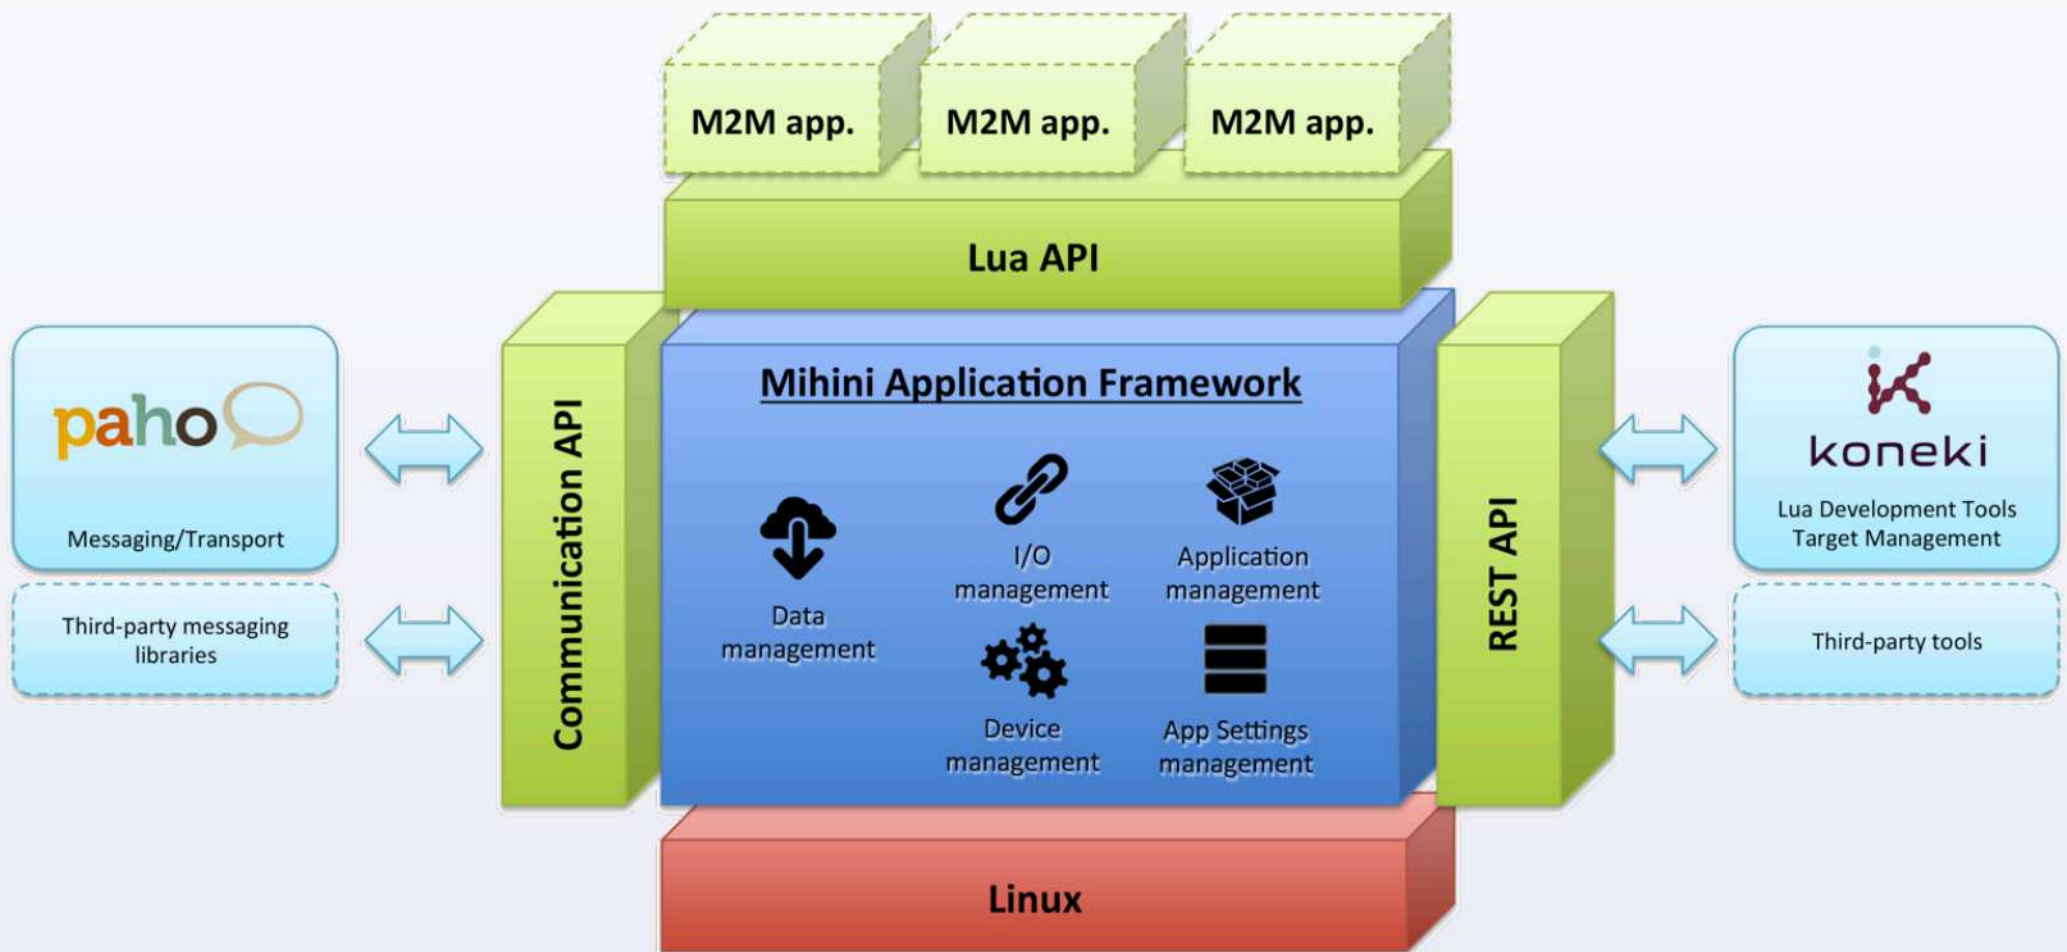 M2M app.
M2M app.
M2M app.
Lua API
Communication API
Mihini Application Framework
Data
management
I/O
management
Application
management
Device
management
App Settings
management
REST API
Linux
paho
Messaging/Transport
Third-party messaging
libraries
koneki
Lua Development Tools
Target Management
Third-party tools